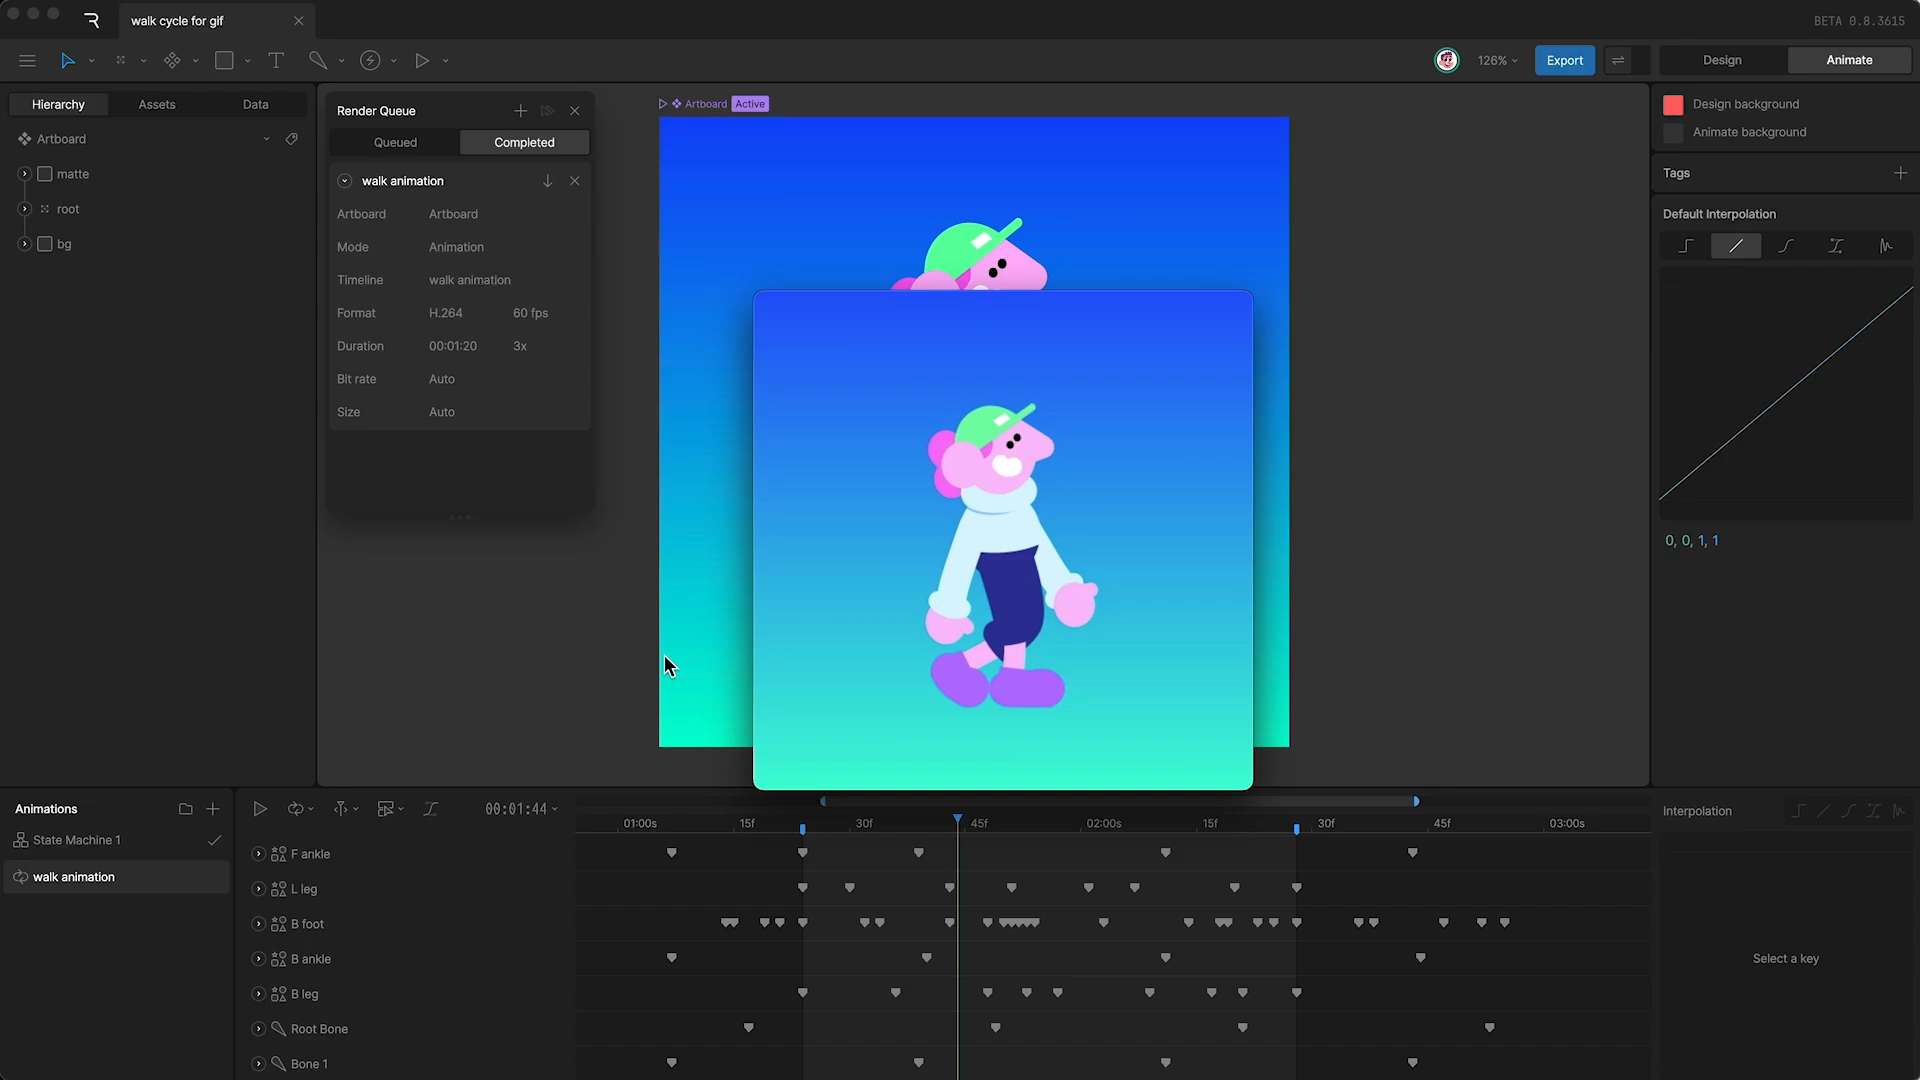 walk cycle for gif
BETA 0.8.3615
126%
Export
Design
Animate
Hierarchy
Assets
Data
Artboard
matte
root
bg
Render Queue
Queued
Completed
walk animation
Artboard
Artboard
Mode
Animation
Timeline
walk animation
Format
H.264
60 fps
Duration
00:01:20
3x
Bit rate
Auto
Size
Auto
Artboard
Active
Design background
Animate background
Tags
Default Interpolation
0, 0, 1, 1
Animations
State Machine 1
walk animation
00:01:44
01:00s
15f
30f
45f
02:00s
15f
30f
45f
03:00s
F ankle
L leg
B foot
B ankle
B leg
Root Bone
Bone 1
Interpolation
Select a key